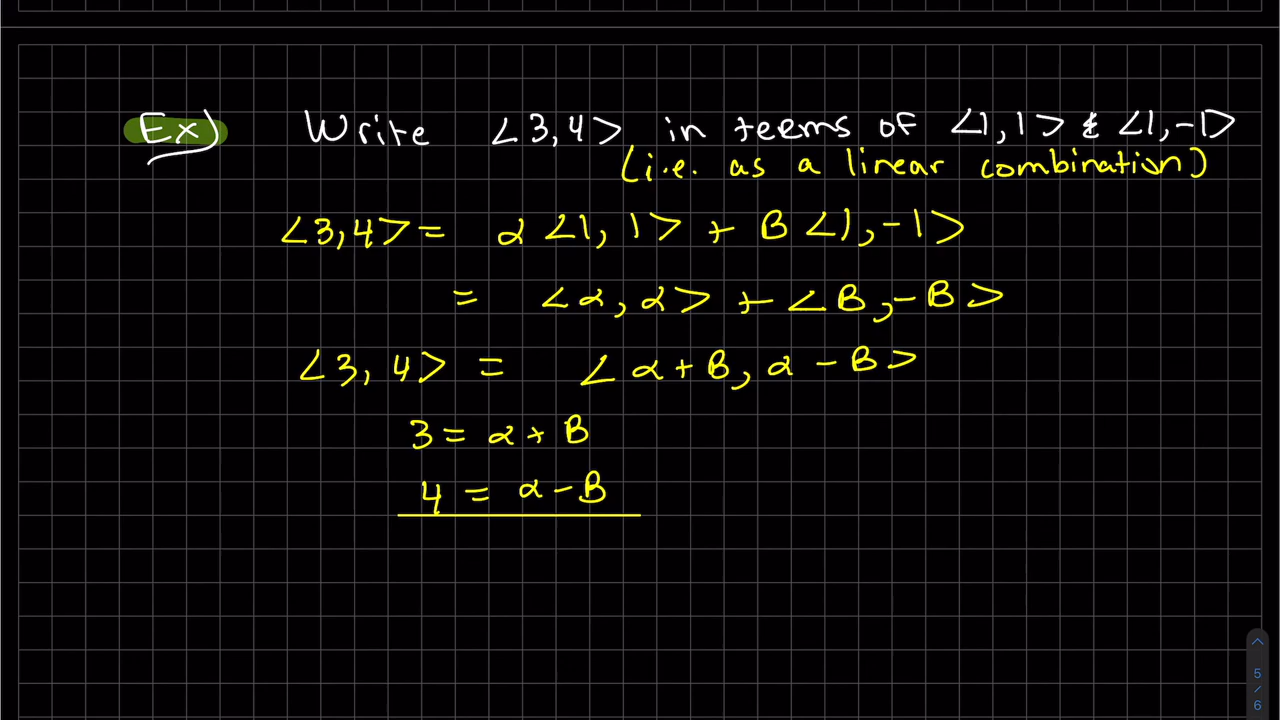 Ex) Write <3,4> in terms of <1,1> & <1,-1>
(i.e. as a linear combination)
<3,4> = α <1,1> + B <1,-1>
= <α,α> + <B,-B>
<3,4> = <α+B, α-B>
3 = α + B
4 = α - B
5
/
6